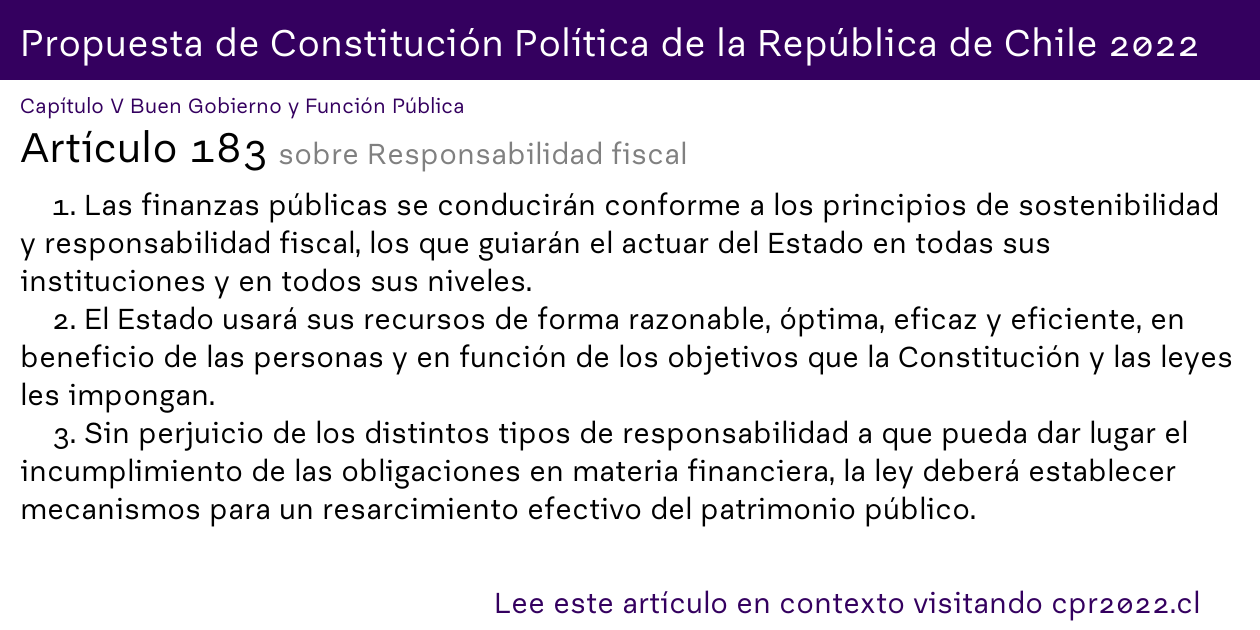 Propuesta de Constitución Política de la República de Chile 2022
Capítulo V Buen Gobierno y Función Pública
Artículo 183 sobre Responsabilidad fiscal
1. Las finanzas públicas se conducirán conforme a los principios de sostenibilidad
y responsabilidad fiscal, los que guiarán el actuar del Estado en todas sus
instituciones y en todos sus niveles.
2. El Estado usará sus recursos de forma razonable, óptima, eficaz y eficiente, en
beneficio de las personas y en función de los objetivos que la Constitución y las leyes
les impongan.
3. Sin perjuicio de los distintos tipos de responsabilidad a que pueda dar lugar el
incumplimiento de las obligaciones en materia financiera, la ley deberá establecer
mecanismos para un resarcimiento efectivo del patrimonio público.
Lee este artículo en contexto visitando cpr2022.cl